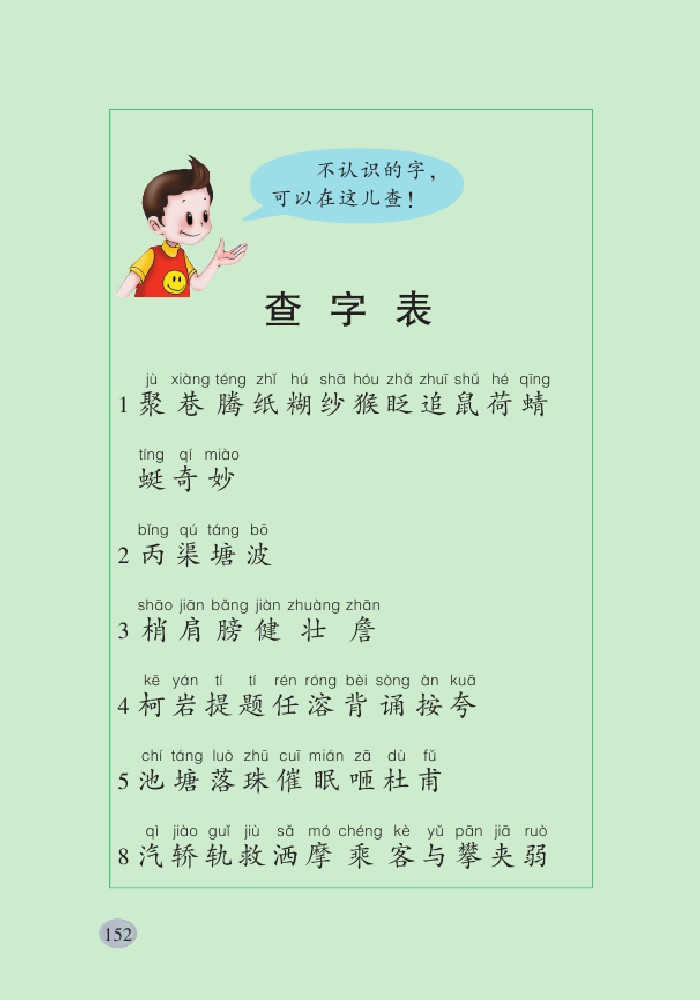 不认识的字，
可以在这儿查！
查字表
jù xiàng téng zhǐ hú shā hóu zhǎ zhuī shǔ hé qīng
1 聚巷腾纸糊纱猴眨追鼠荷蜻
tíng qí miào
蜓奇妙
bǐng qú táng bō
2 丙渠塘波
shāo jiān bǎng jiàn zhuàng zhān
3 梢肩膀健壮詹
kē yán tí tí rén róng bèi sòng àn kuā
4 柯岩提题任溶背诵按夸
chí táng luò zhū cuī mián zā dù fǔ
5 池塘落珠催眠咂杜甫
qì jiào guǐ jiù sǎ mó chéng kè yǔ pān jiā ruò
8 汽轿轨救洒摩乘客与攀夹弱
152